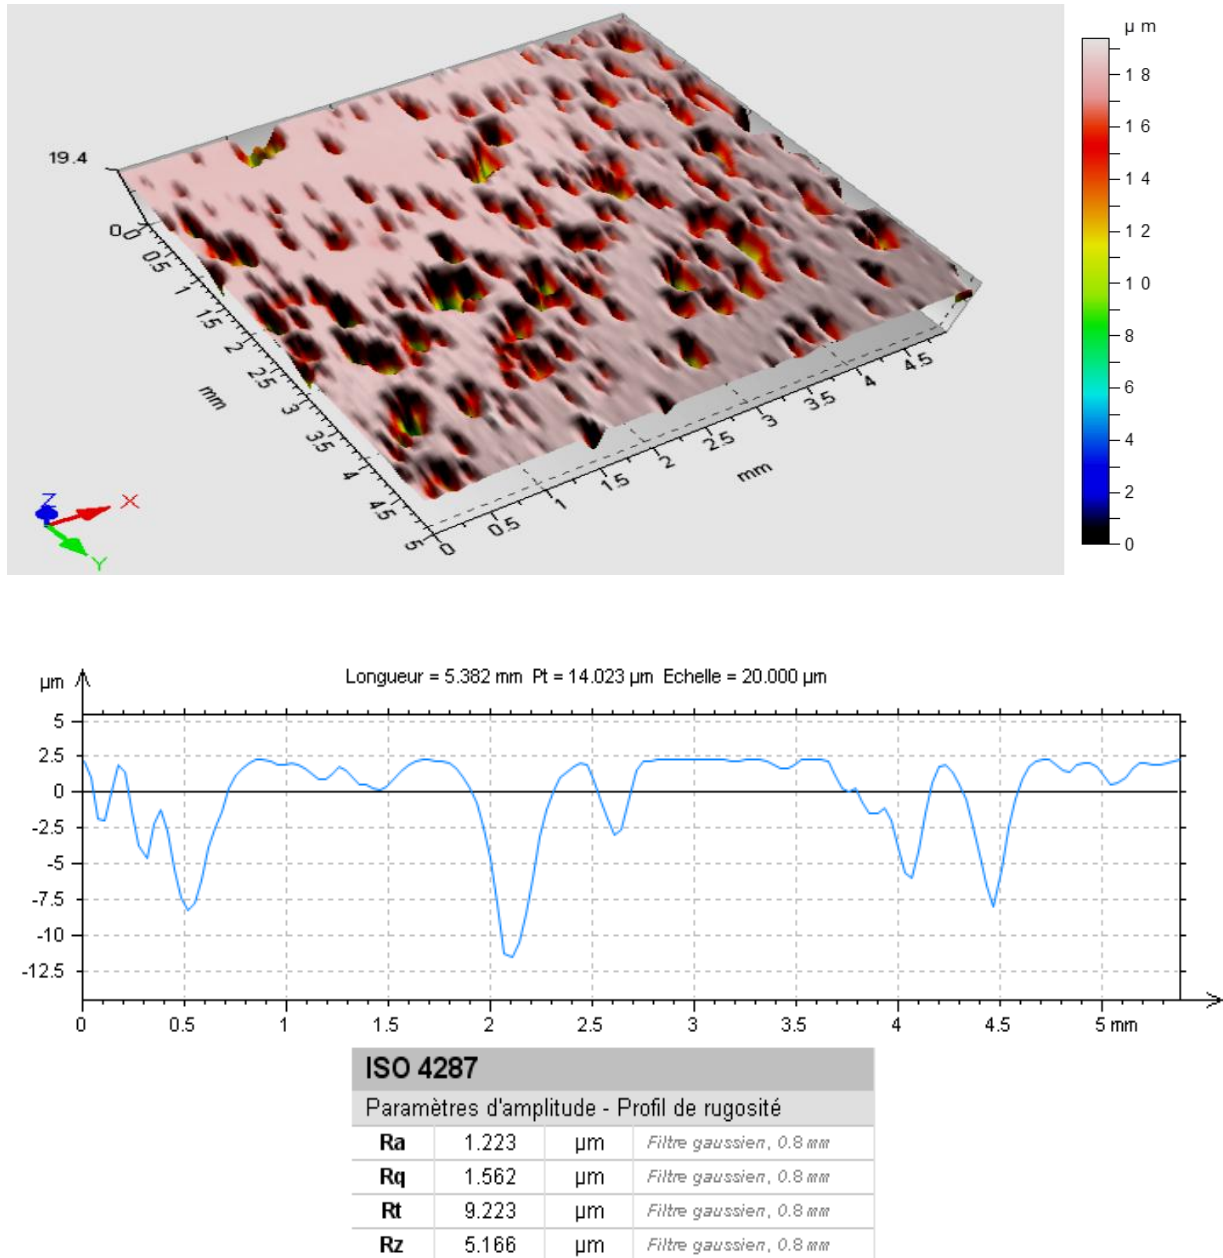 µm
18
16
14
12
10
8
6
4
2
0
19.4
0.0
0.5
1
1.5
2
2.5
3
3.5
4
4.5
5
mm
0
0.5
1
1.5
2
2.5
3
3.5
4
4.5
mm
Z
X
Y
Longueur = 5.382 mm Pt = 14.023 µm Echelle = 20.000 µm
µm
5
2.5
0
-2.5
-5
-7.5
-10
-12.5
0 0.5 1 1.5 2 2.5 3 3.5 4 4.5 5 mm
ISO 4287
Paramètres d'amplitude - Profil de rugosité
Ra 1.223 µm Filtre gaussien, 0.8 mm
Rq 1.562 µm Filtre gaussien, 0.8 mm
Rt 9.223 µm Filtre gaussien, 0.8 mm
Rz 5.166 µm Filtre gaussien, 0.8 mm